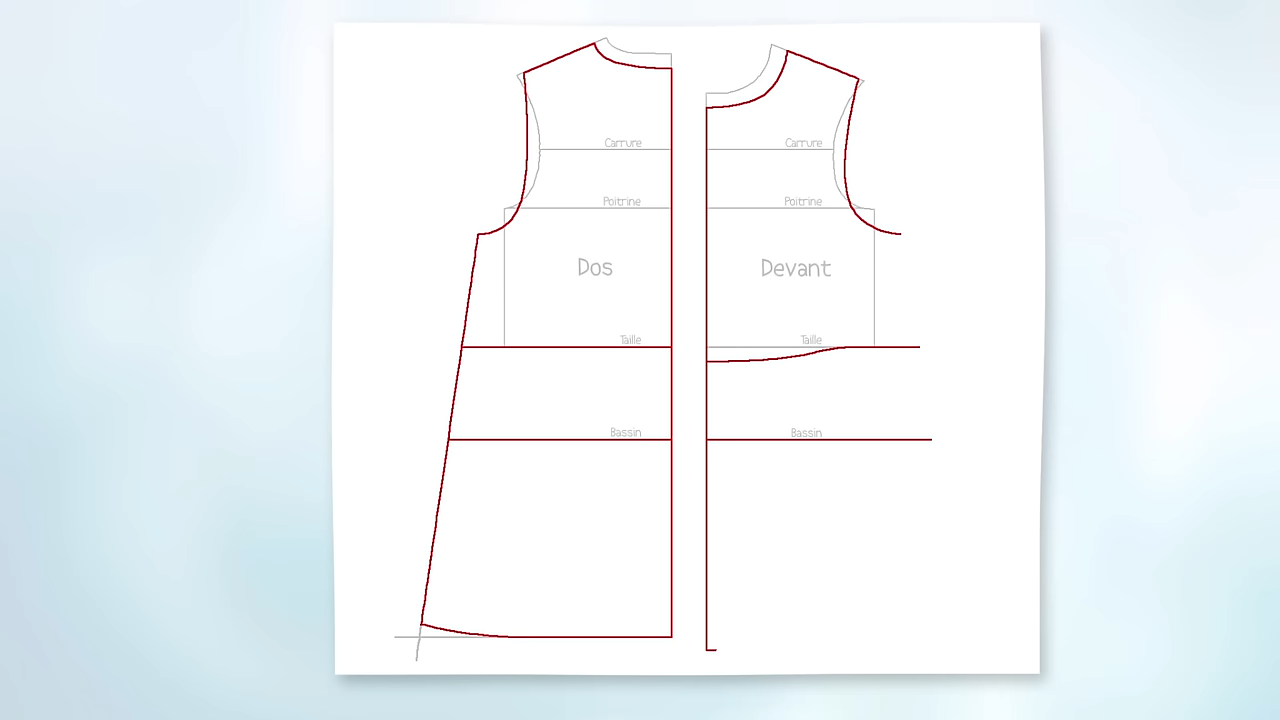 Carrure
Poitrine
Dos
Taille
Bassin
Carrure
Poitrine
Devant
Taille
Bassin